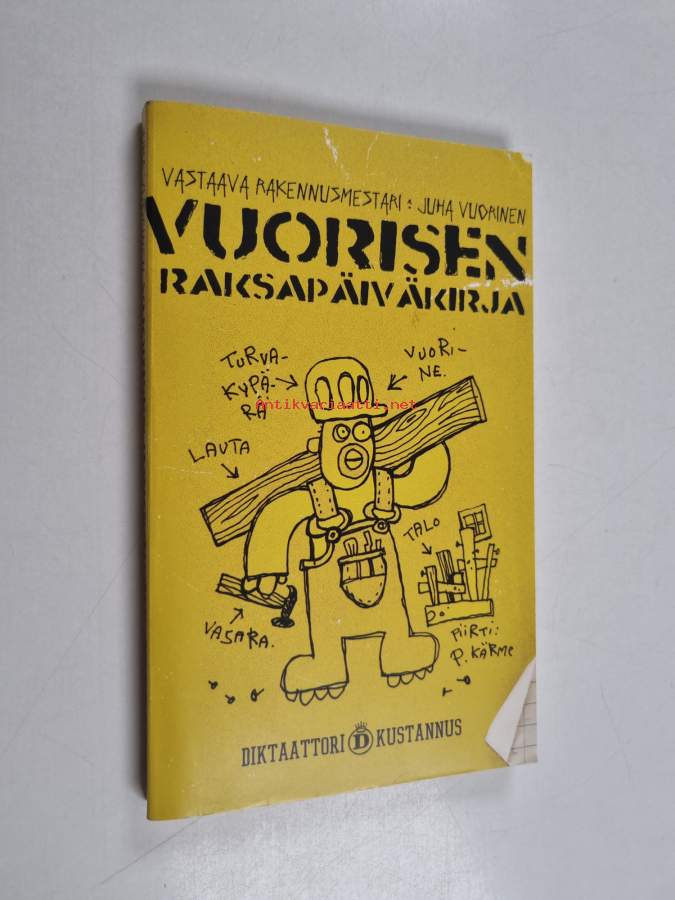 VASTAAVA RAKENNUSMESTARI : JUHA VUORINEN
VUORISEN
RAKSAPÄIVÄKIRJA
TURVA-
KYPÄ-
RÄ
VUORI-
NE.
Antikvariaatti.net
LAUTA
TALO
VASARA.
PIIRTI:
P. KÄRME
DIKTAATTORI D KUSTANNUS